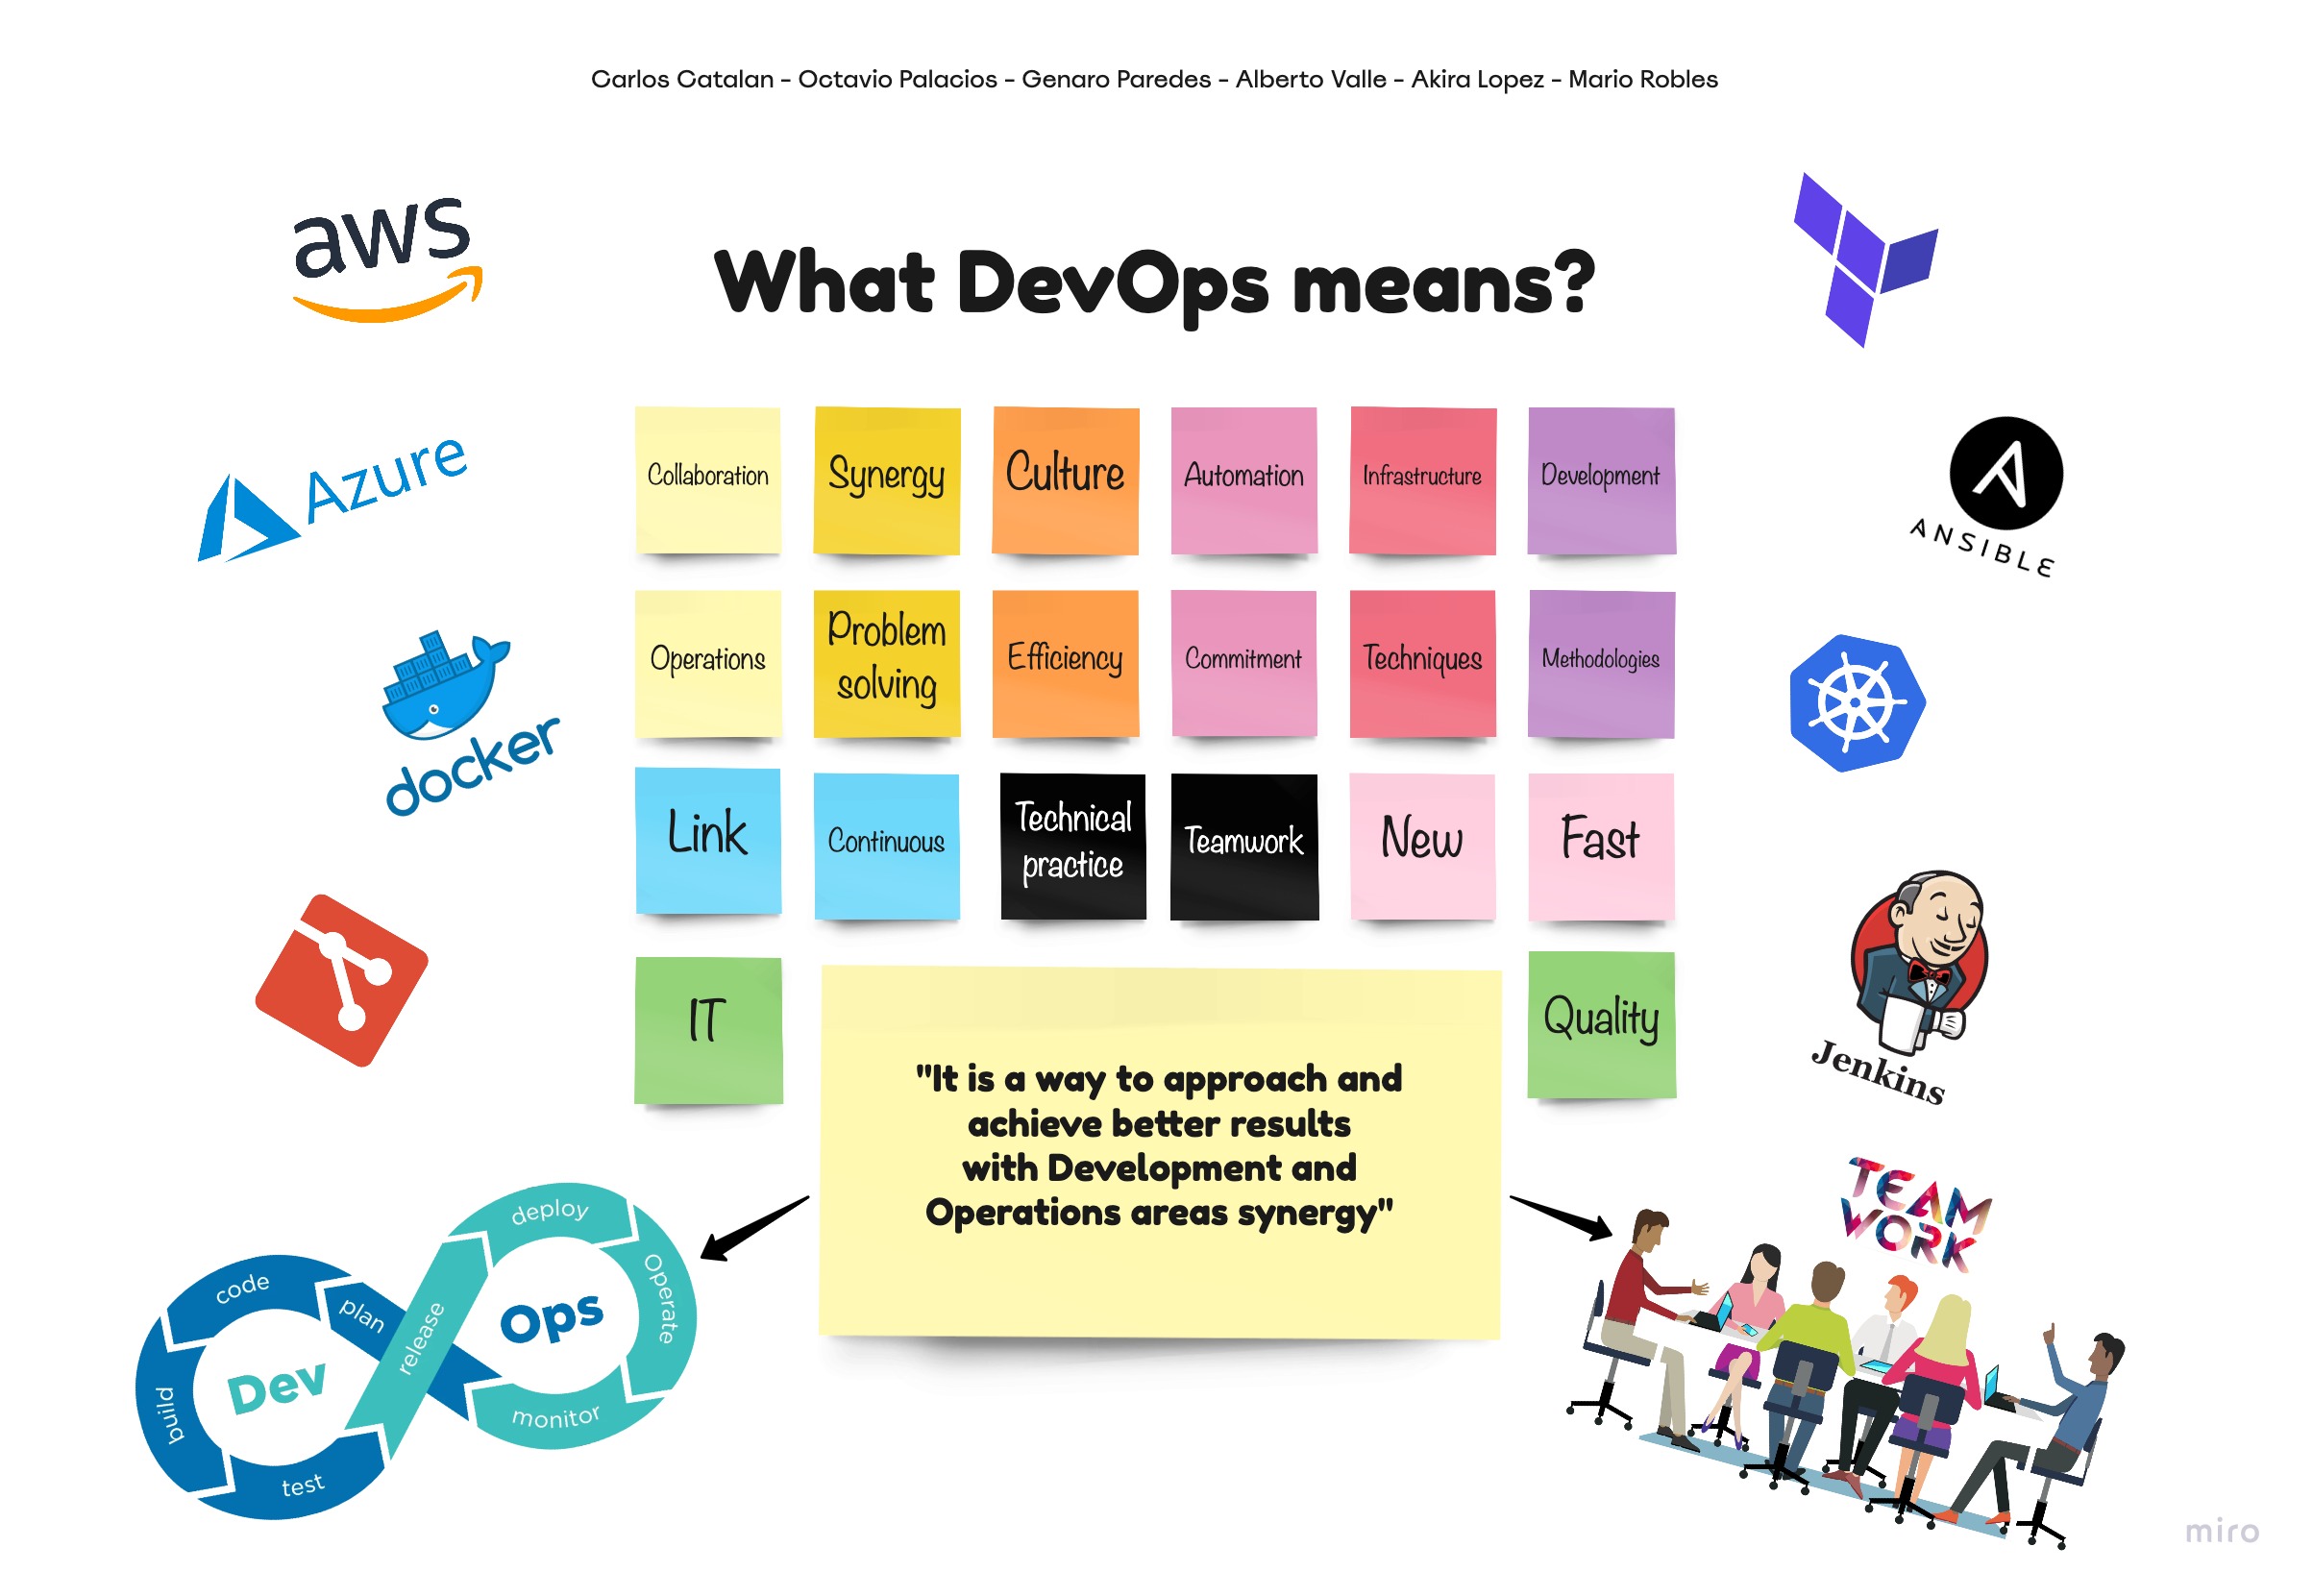 Carlos Catalan - Octavio Palacios - Genaro Paredes - Alberto Valle - Akira Lopez - Mario Robles
aws
What DevOps means?
Azure
Collaboration
Synergy
Culture
Automation
Infrastructure
Development
ANSIBLE
Operations
Problem
solving
Efficiency
Commitment
Techniques
Methodologies
docker
Link
Continuous
Technical
practice
Teamwork
New
Fast
IT
Quality
Jenkins
"It is a way to approach and
achieve better results
with Development and
Operations areas synergy"
TEAM
WORK
deploy
Operate
code
plan
release
Ops
Dev
build
monitor
test
miro